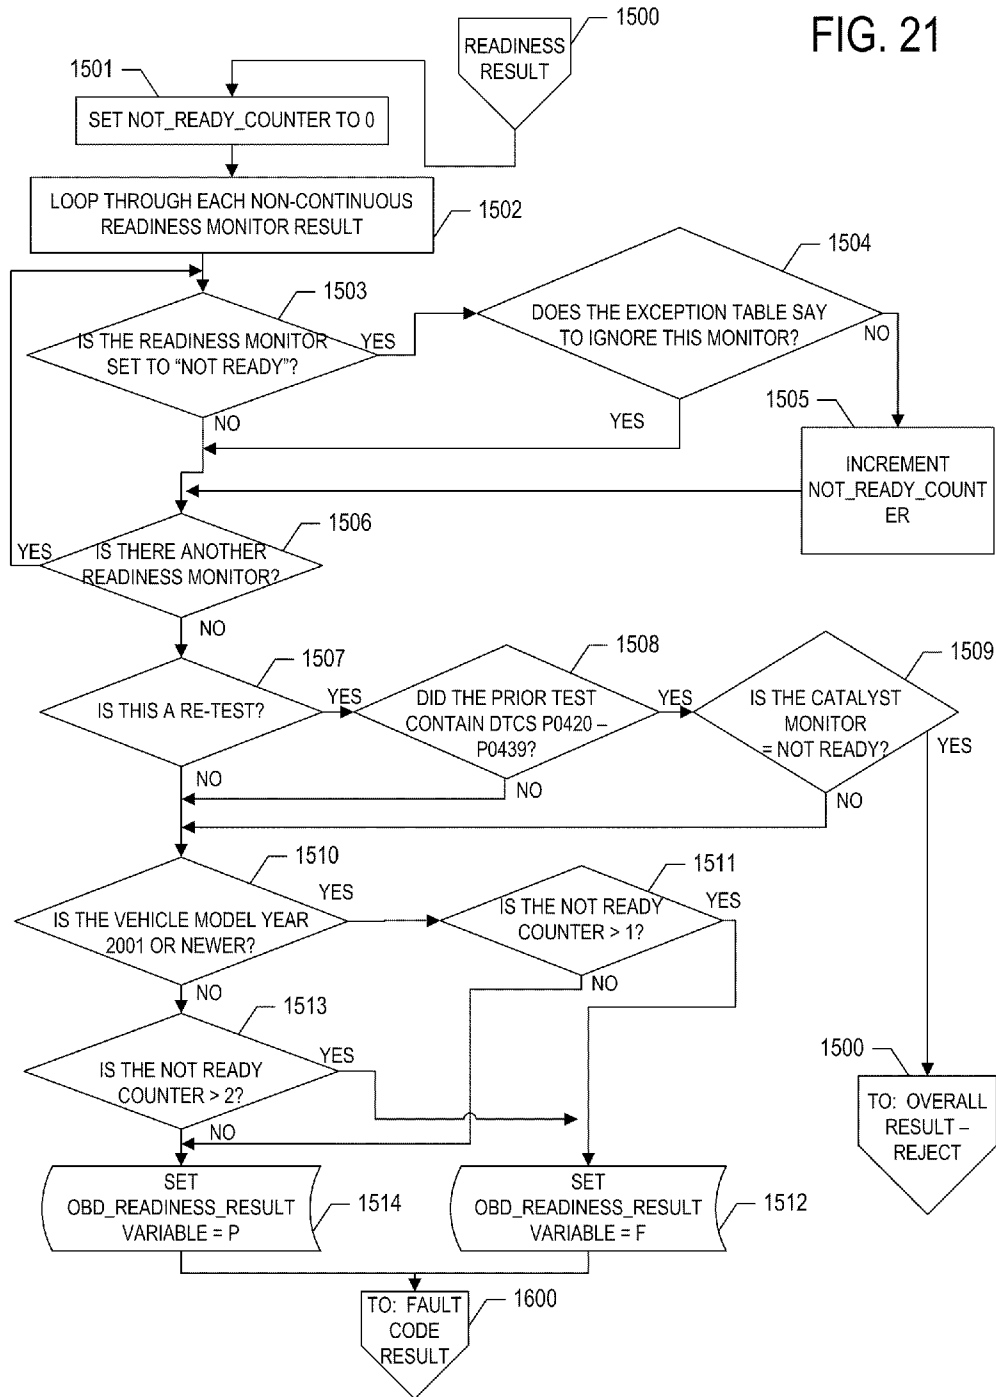 FIG. 21
1500
READINESS
RESULT
1501
SET NOT_READY_COUNTER TO 0
LOOP THROUGH EACH NON-CONTINUOUS
READINESS MONITOR RESULT
1502
1503
IS THE READINESS MONITOR
SET TO “NOT READY”?
YES
NO
1504
DOES THE EXCEPTION TABLE SAY
TO IGNORE THIS MONITOR?
NO
YES
1505
INCREMENT
NOT_READY_COUNT
ER
1506
IS THERE ANOTHER
READINESS MONITOR?
YES
NO
1507
IS THIS A RE-TEST?
YES
NO
1508
DID THE PRIOR TEST
CONTAIN DTCS P0420 –
P0439?
YES
NO
1509
IS THE CATALYST
MONITOR
= NOT READY?
YES
NO
1510
IS THE VEHICLE MODEL YEAR
2001 OR NEWER?
YES
NO
1511
IS THE NOT READY
COUNTER > 1?
YES
NO
1513
IS THE NOT READY
COUNTER > 2?
YES
NO
1500
TO: OVERALL
RESULT –
REJECT
SET
OBD_READINESS_RESULT
VARIABLE = P
1514
SET
OBD_READINESS_RESULT
VARIABLE = F
1512
TO: FAULT
CODE
RESULT
1600